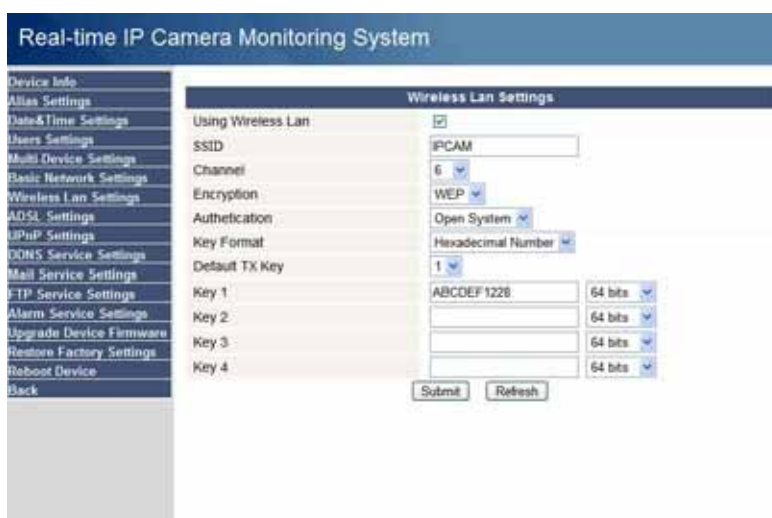 Real-time IP Camera Monitoring System
Device Info
Alias Settings
Date&Time Settings
Users Settings
Multi-Device Settings
Basic Network Settings
Wireless Lan Settings
ADSL Settings
UPnP Settings
DDNS Service Settings
Mail Service Settings
FTP Service Settings
Alarm Service Settings
Upgrade Device Firmware
Restore Factory Settings
Reboot Device
Back
Wireless Lan Settings
Using Wireless Lan
SSID IPCAM
Channel 6
Encryption WEP
Authetication Open System
Key Format Hexadecimal Number
Default TX Key 1
Key 1 ABCDEF1228 64 bits
Key 2 64 bits
Key 3 64 bits
Key 4 64 bits
Submit Refresh